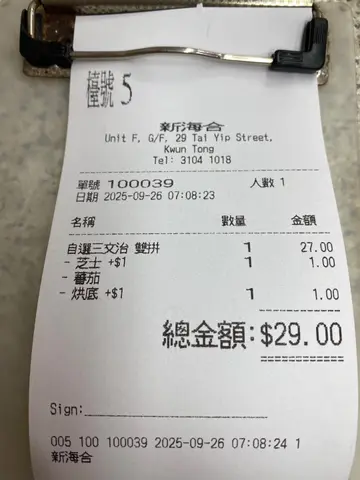 檯號 5
新海合
Unit F, G/F, 29 Tai Yip Street,
Kwun Tong
Tel: 3104 1018
單號 100039 人數 1
日期 2025-09-26 07:08:23
名稱 數量 金額
自選三文治 雙拼 1 27.00
- 芝士 +$1 1 1.00
- 蕃茄
- 烘底 +$1 1 1.00
總金額:$29.00
Sign:
005 100 100039 2025-09-26 07:08:24 1
新海合